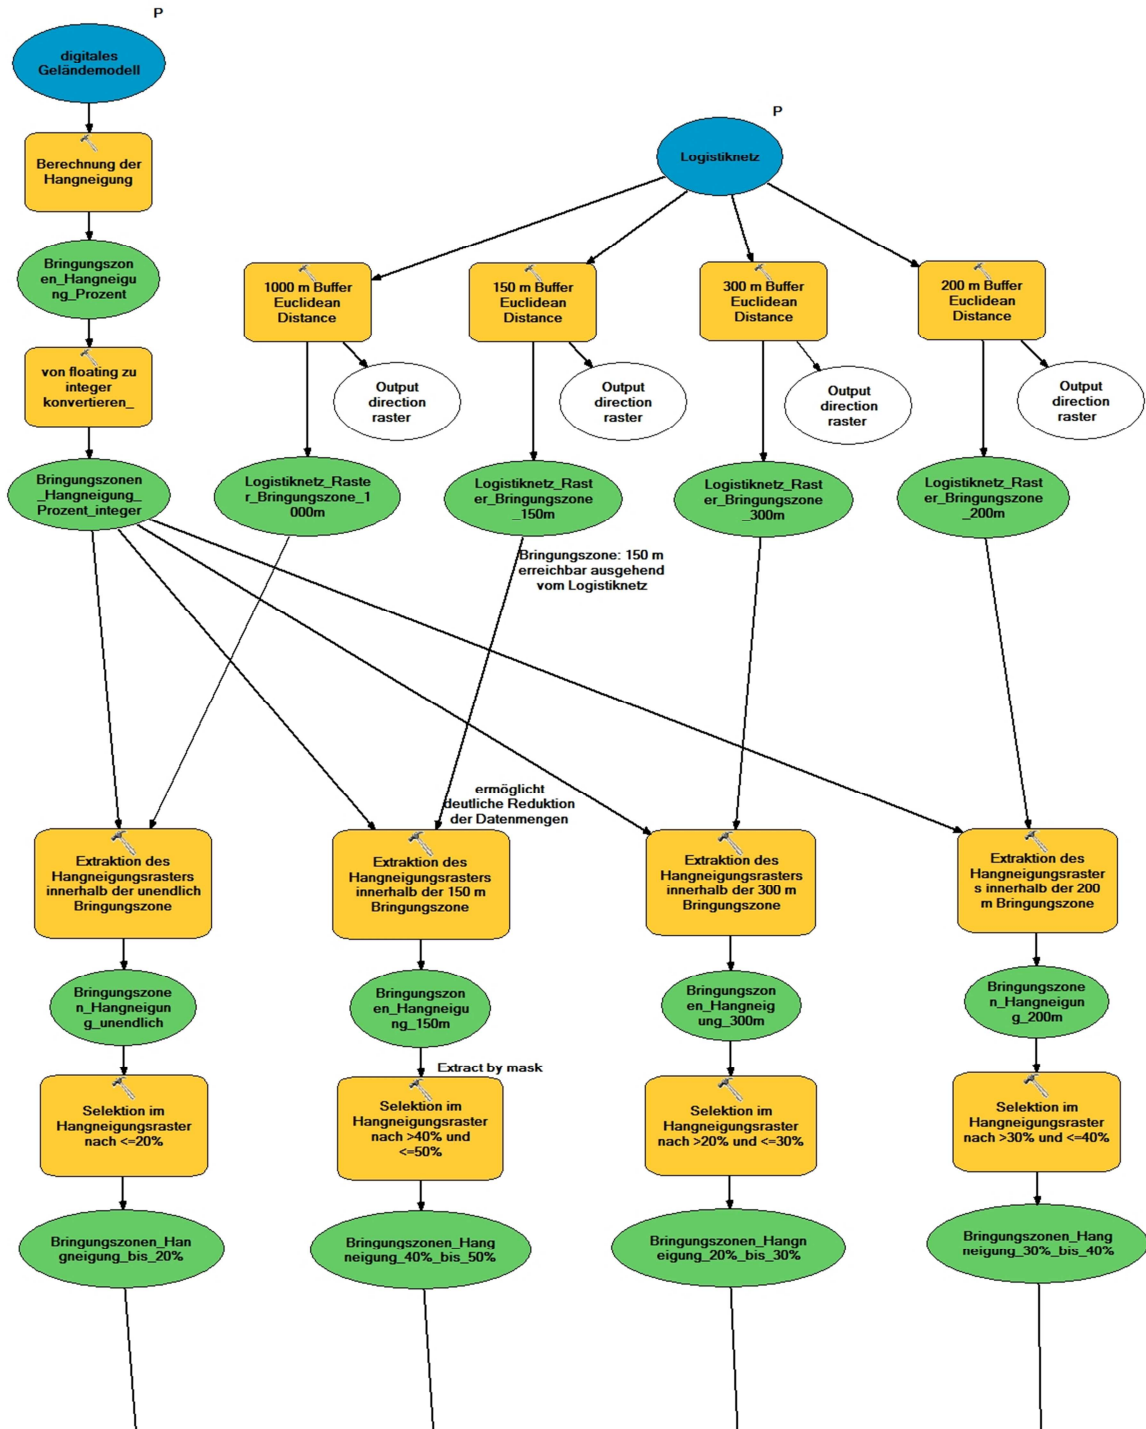 P
digitales
Geländemodell
Berechnung der
Hangneigung
Bringungszon
en_Hangneigu
ng_Prozent
von floating zu
integer
konvertieren_
Bringungszonen
_Hangneigung_
Prozent_integer
P
Logistiknetz
1000 m Buffer
Euclidean
Distance
150 m Buffer
Euclidean
Distance
300 m Buffer
Euclidean
Distance
200 m Buffer
Euclidean
Distance
Output
direction
raster
Output
direction
raster
Output
direction
raster
Output
direction
raster
Logistiknetz_Raste
r_Bringungszone_1
000m
Logistiknetz_Rast
er_Bringungszone
_150m
Logistiknetz_Rast
er_Bringungszone
_300m
Logistiknetz_Rast
er_Bringungszone
_200m
Bringungszone: 150 m
erreichbar ausgehend
vom Logistiknetz
ermöglicht
deutliche Reduktion
der Datenmengen
Extraktion des
Hangneigungsrasters
innerhalb der unendlich
Bringungszone
Extraktion des
Hangneigungsrasters
innerhalb der 150 m
Bringungszone
Extraktion des
Hangneigungsrasters
innerhalb der 300 m
Bringungszone
Extraktion des
Hangneigungsraster
s innerhalb der 200
m Bringungszone
Bringungszone
n_Hangneigun
g_unendlich
Bringungszon
en_Hangneigu
ng_150m
Bringungszon
en_Hangneig
ung_300m
Bringungszone
n_Hangneigun
g_200m
Extract by mask
Selektion im
Hangneigungsraster
nach <=20%
Selektion im
Hangneigungsraster
nach >40% und
<=50%
Selektion im
Hangneigungsraster
nach >20% und <=30%
Selektion im
Hangneigungsraster
nach >30% und <=40%
Bringungszonen_Han
gneigung_bis_20%
Bringungszonen_Hang
neigung_40%_bis_50%
Bringungszonen_Hangn
eigung_20%_bis_30%
Bringungszonen_Hang
neigung_30%_bis_40%